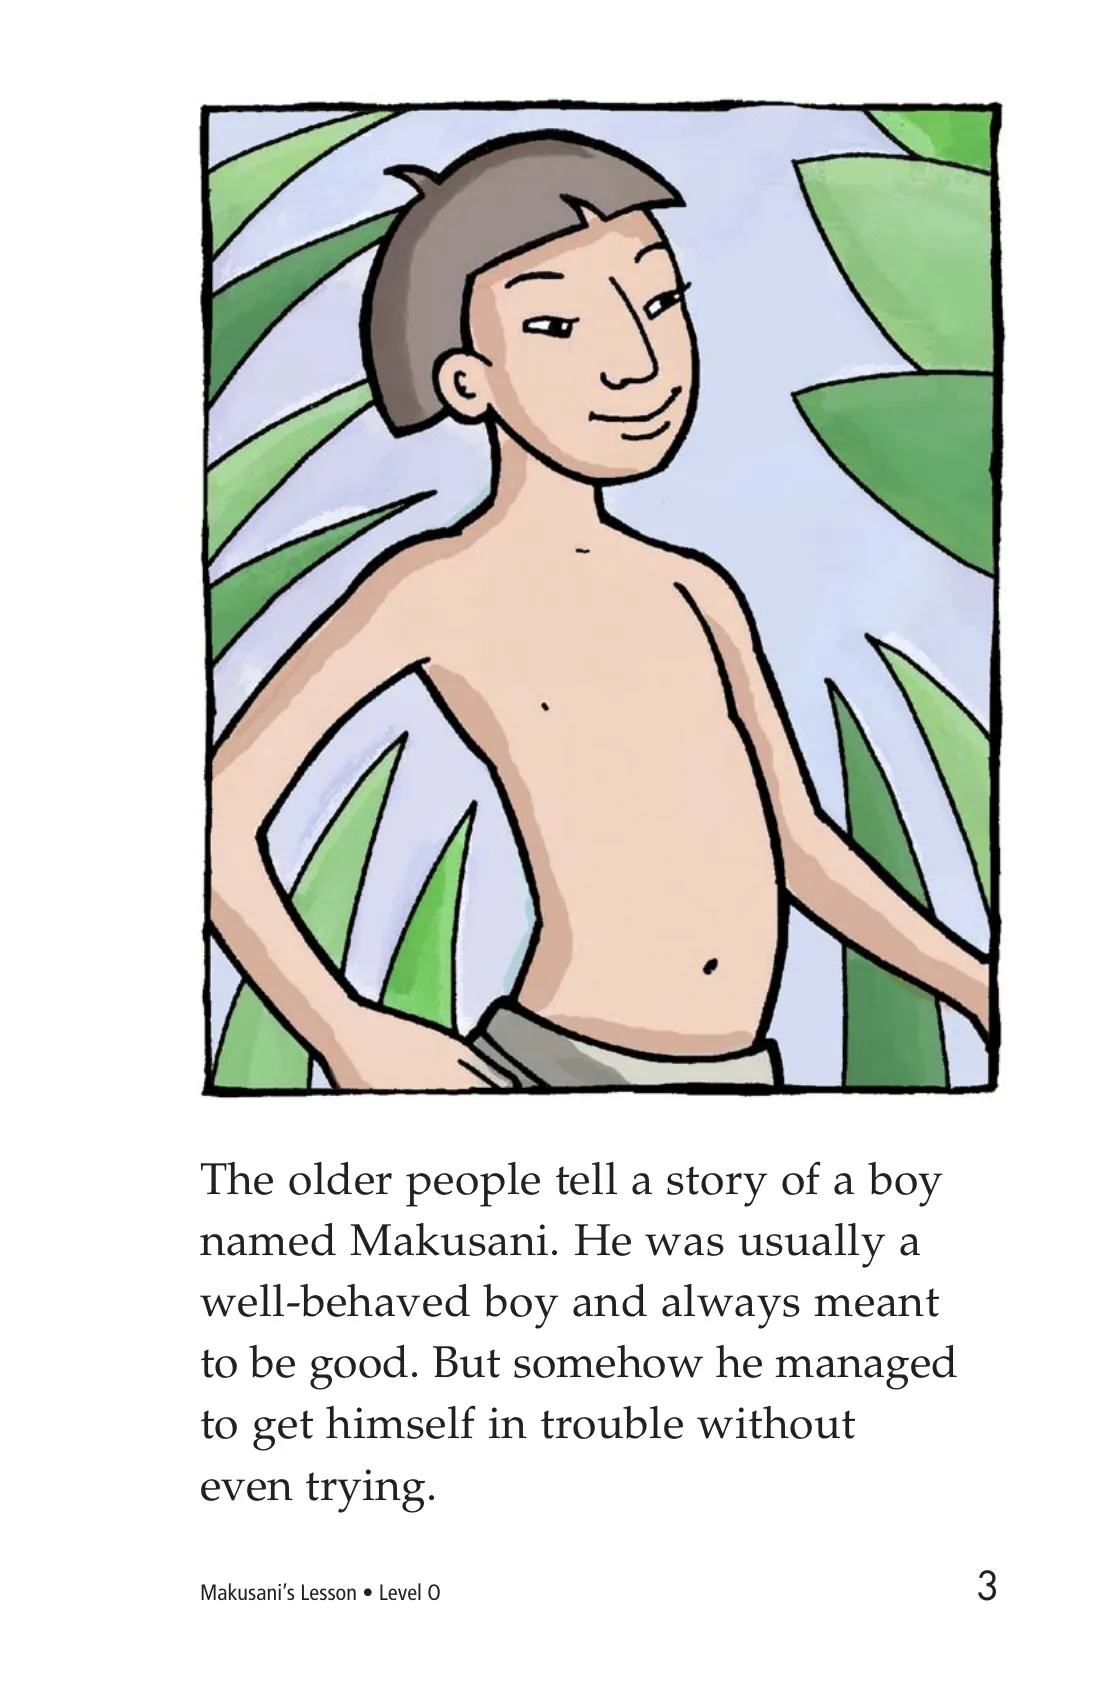 The older people tell a story of a boy
named Makusani. He was usually a
well-behaved boy and always meant
to be good. But somehow he managed
to get himself in trouble without
even trying.
Makusani’s Lesson • Level O
3